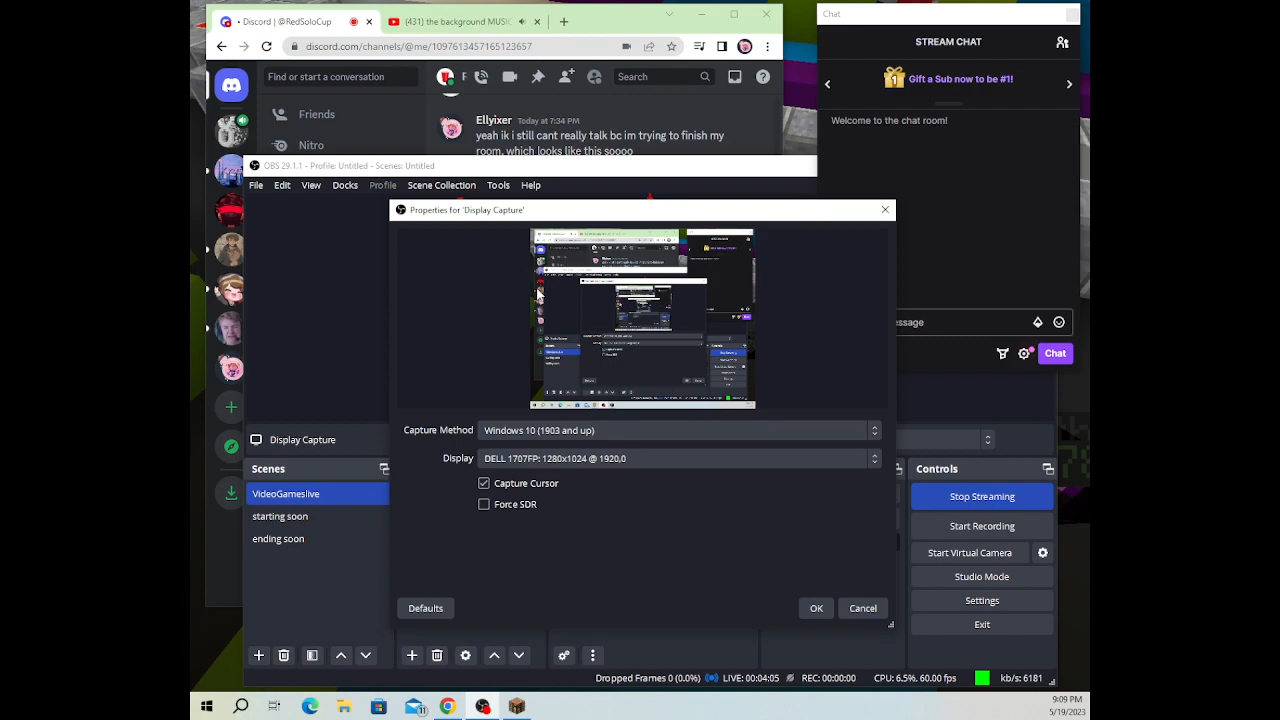 Discord | @RedSoloCup
(431) the background MUSIC
discord.com/channels/@me/1097613457165123657
Find or start a conversation
F
Search
Friends
Nitro
Ellyixer Today at 7:34 PM
yeah ik i still cant really talk bc im trying to finish my
room, which looks like this soooo
Chat
STREAM CHAT
1
Gift a Sub now to be #1!
Welcome to the chat room!
essage
Chat
OBS 29.1.1 - Profile: Untitled - Scenes: Untitled
File Edit View Docks Profile Scene Collection Tools Help
Properties for 'Display Capture'
Capture Method Windows 10 (1903 and up)
Display DELL 1707FP: 1280x1024 @ 1920,0
Capture Cursor
Force SDR
Defaults
OK
Cancel
Display Capture
Scenes
VideoGameslive
starting soon
ending soon
Controls
Stop Streaming
Start Recording
Start Virtual Camera
Studio Mode
Settings
Exit
Dropped Frames 0 (0.0%) LIVE: 00:04:05 REC: 00:00:00 CPU: 6.5%, 60.00 fps kb/s: 6181
11
9:09 PM
5/19/2023